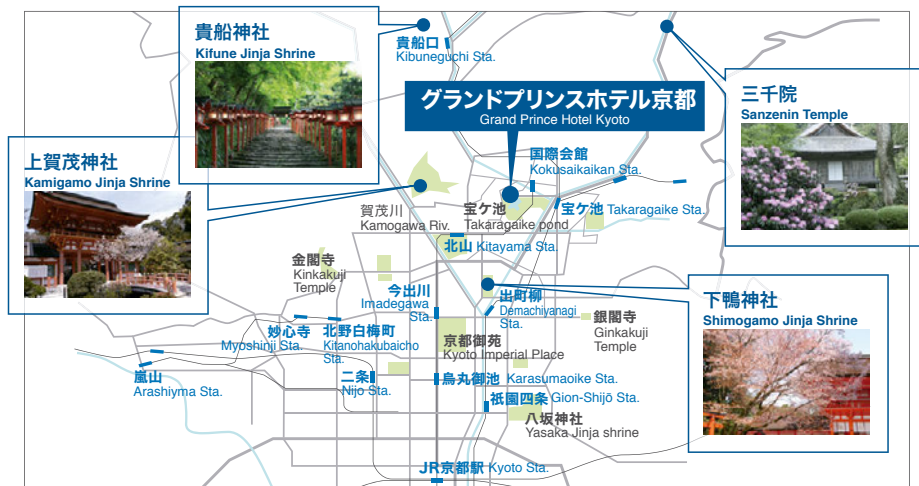 貴船神社
Kifune Jinja Shrine
貴船口
Kibuneguchi Sta.
グランドプリンスホテル京都
Grand Prince Hotel Kyoto
三千院
Sanzenin Temple
上賀茂神社
Kamigamo Jinja Shrine
国際会館
Kokusaikaikan Sta.
賀茂川
Kamogawa Riv.
宝ケ池
Takaragaike pond
宝ケ池 Takaragaike Sta.
北山 Kitayama Sta.
金閣寺
Kinkakuji
Temple
今出川
Imadegawa
Sta.
出町柳
Demachiyanagi
Sta.
下鴨神社
Shimogamo Jinja Shrine
銀閣寺
Ginkakuji
Temple
妙心寺
Myoshinji Sta.
北野白梅町
Kitanohakubaicho
Sta.
京都御苑
Kyoto Imperial Place
嵐山
Arashiyma Sta.
二条
Nijo Sta.
烏丸御池 Karasumaoike Sta.
祇園四条 Gion-Shijō Sta.
八坂神社
Yasaka Jinja shrine
JR京都駅 Kyoto Sta.